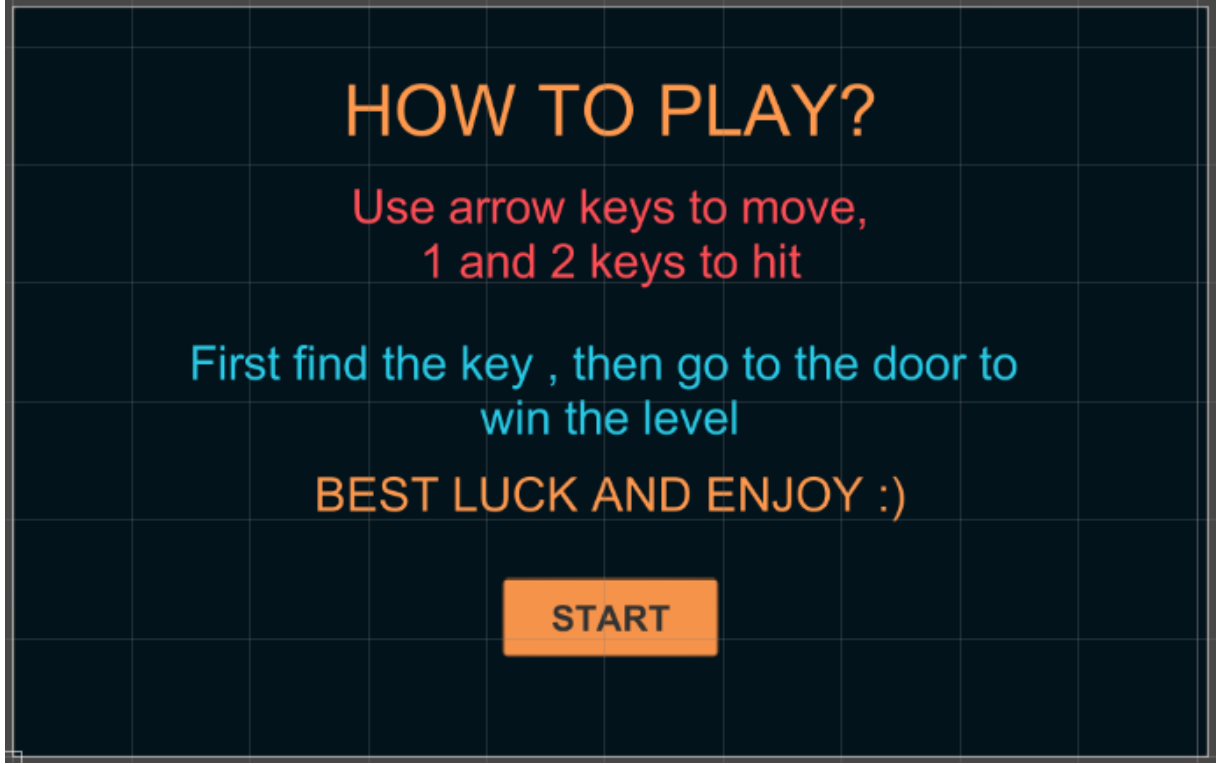 HOW TO PLAY?
Use arrow keys to move,
1 and 2 keys to hit
First find the key , then go to the door to
win the level
BEST LUCK AND ENJOY :)
START